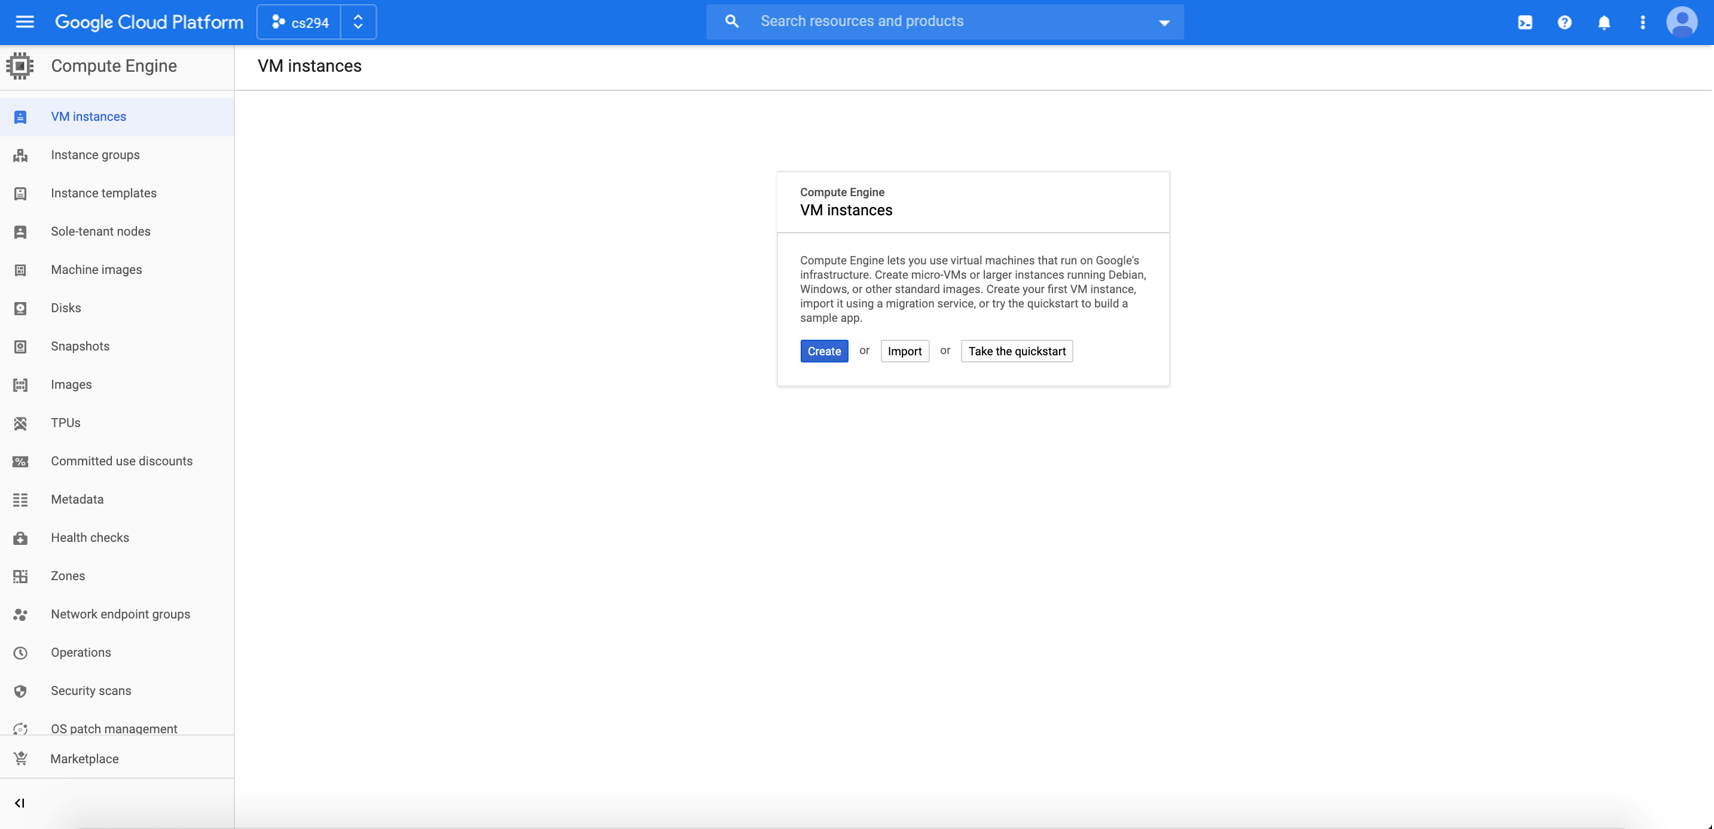 Google Cloud Platform
cs294
Search resources and products
Compute Engine
VM instances
VM instances
Instance groups
Instance templates
Sole-tenant nodes
Machine images
Disks
Snapshots
Images
TPUs
Committed use discounts
Metadata
Health checks
Zones
Network endpoint groups
Operations
Security scans
OS patch management
Marketplace
Compute Engine
VM instances
Compute Engine lets you use virtual machines that run on Google's
infrastructure. Create micro-VMs or larger instances running Debian,
Windows, or other standard images. Create your first VM instance,
import it using a migration service, or try the quickstart to build a
sample app.
Create or Import or Take the quickstart